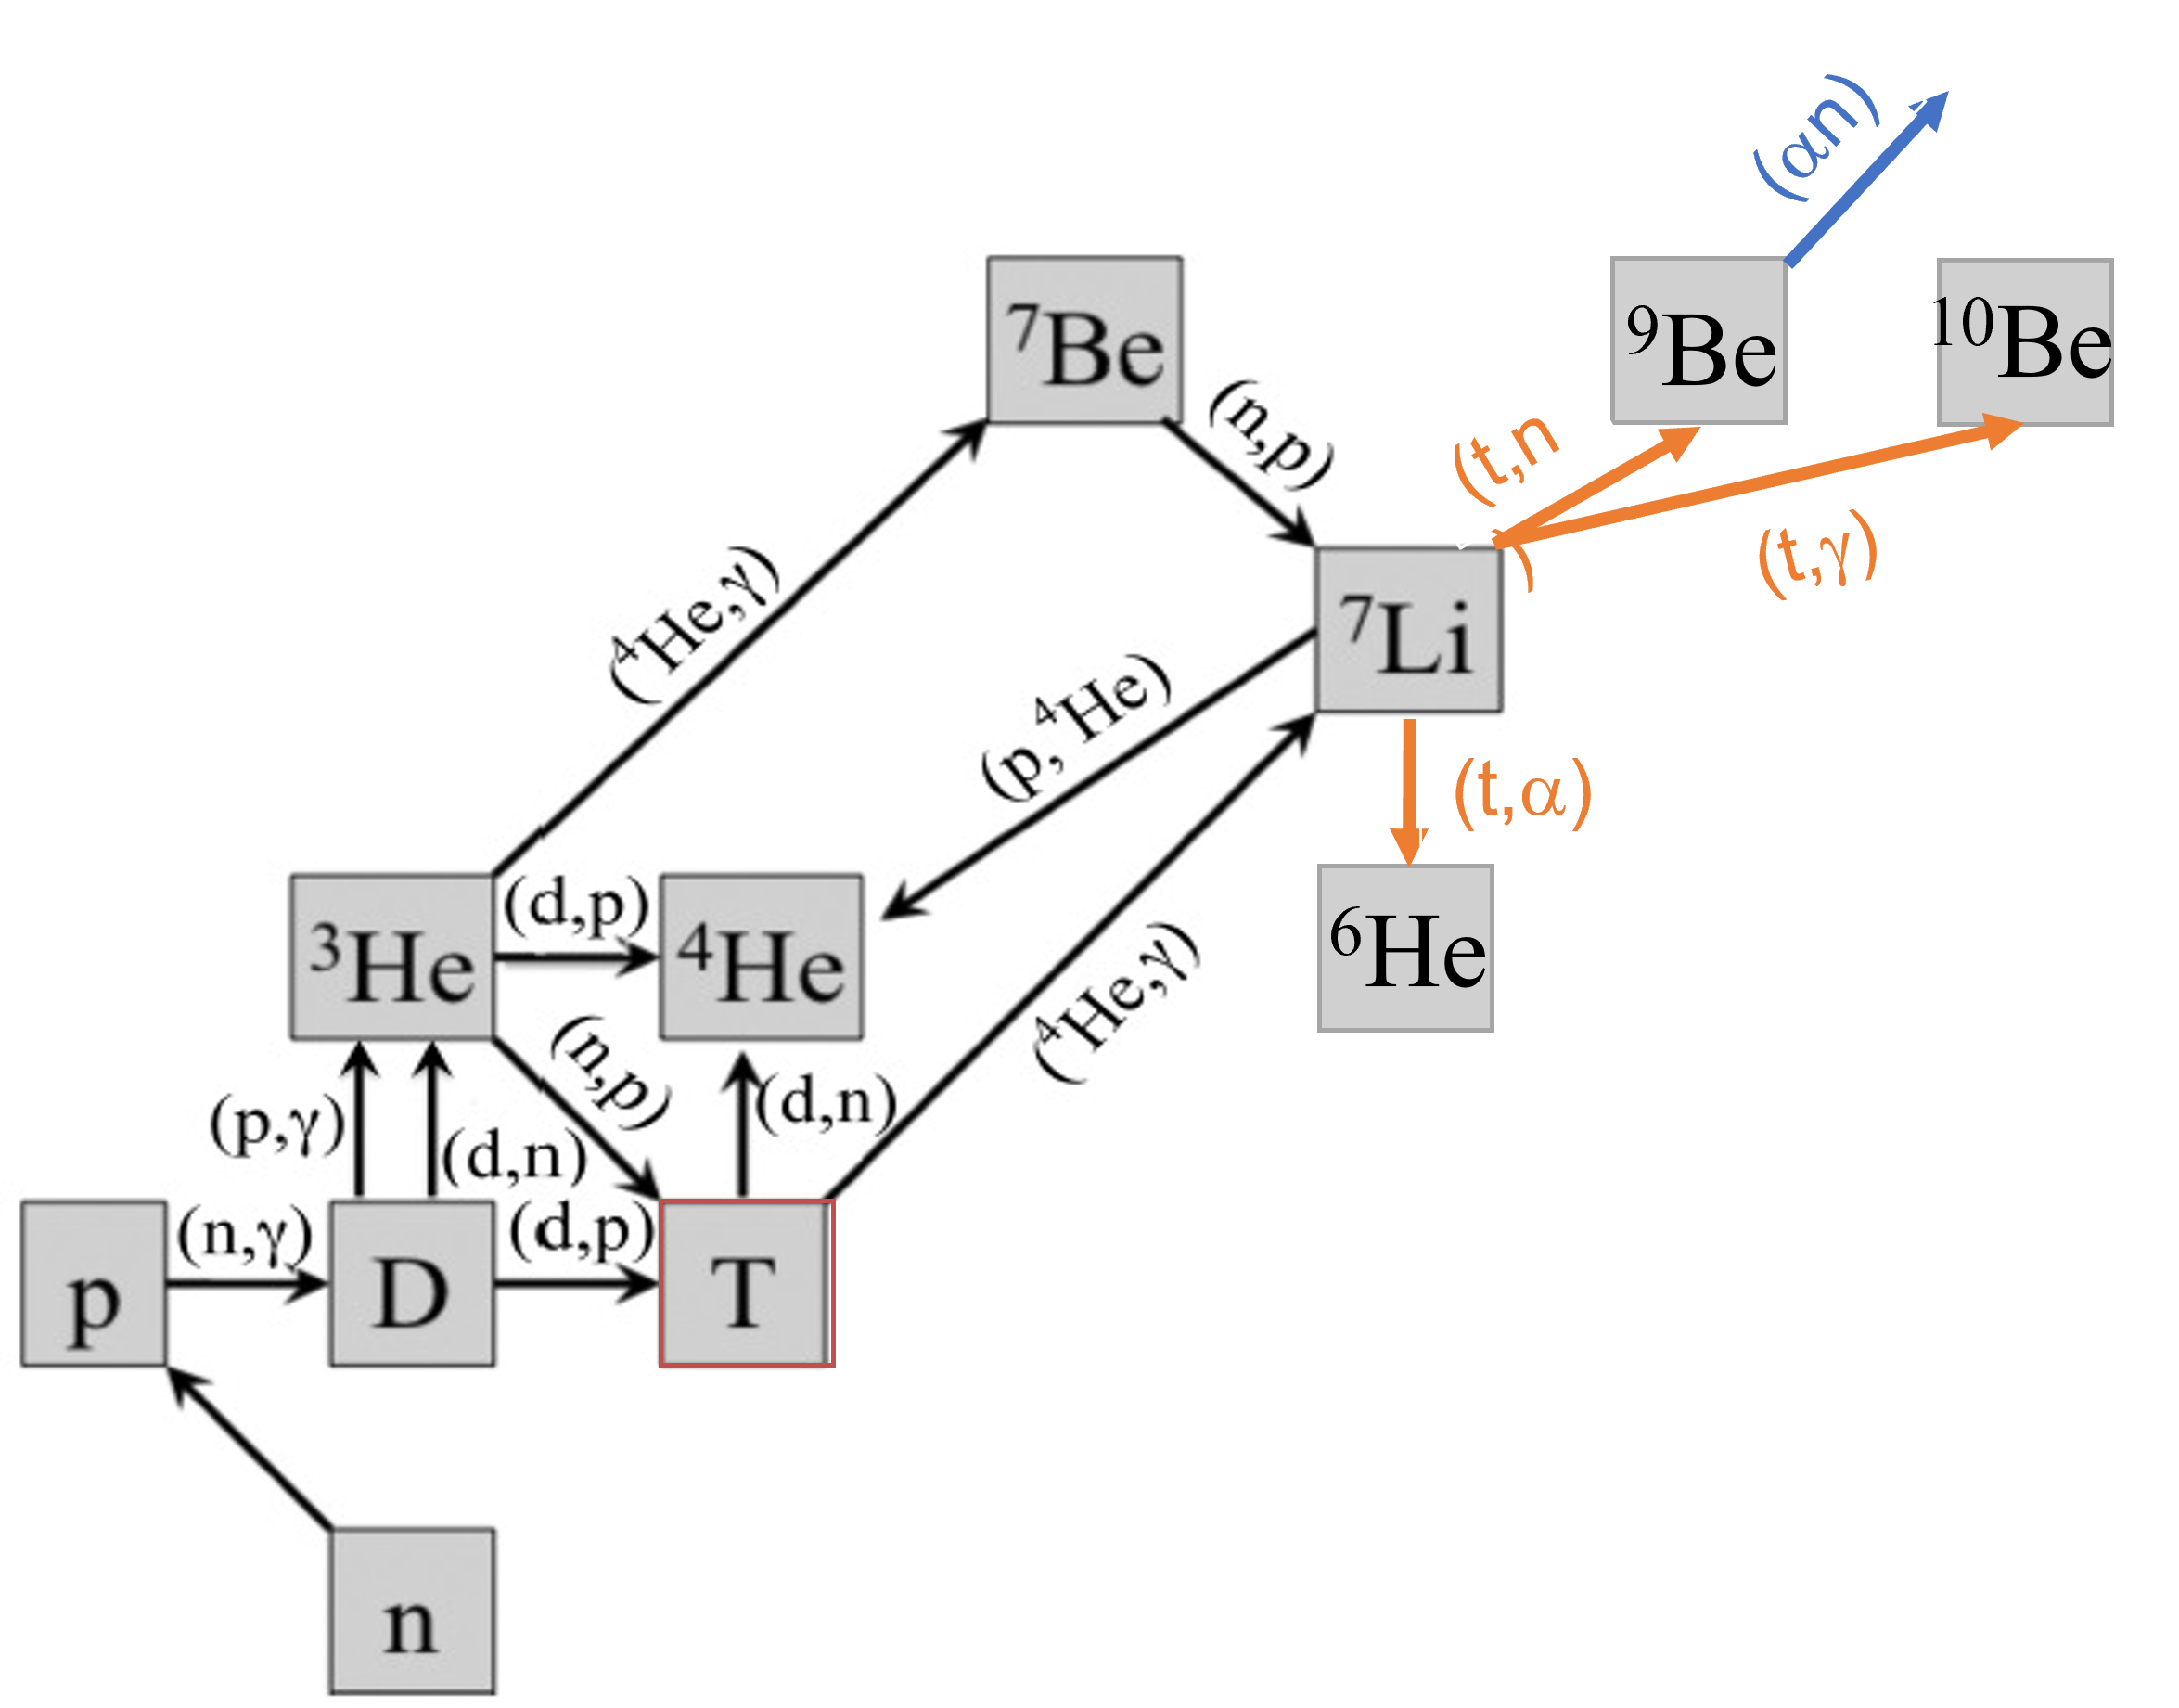 (αn)
⁷Be
⁹Be
¹⁰Be
(n,p)
(t,n
)
(t,γ)
(⁴He,γ)
⁷Li
(p,⁴He)
(t,α)
³He
(d,p)
⁴He
⁶He
(n,p)
(⁴He,γ)
(p,γ)
(d,n)
(d,n)
p
(n,γ)
D
(d,p)
T
n